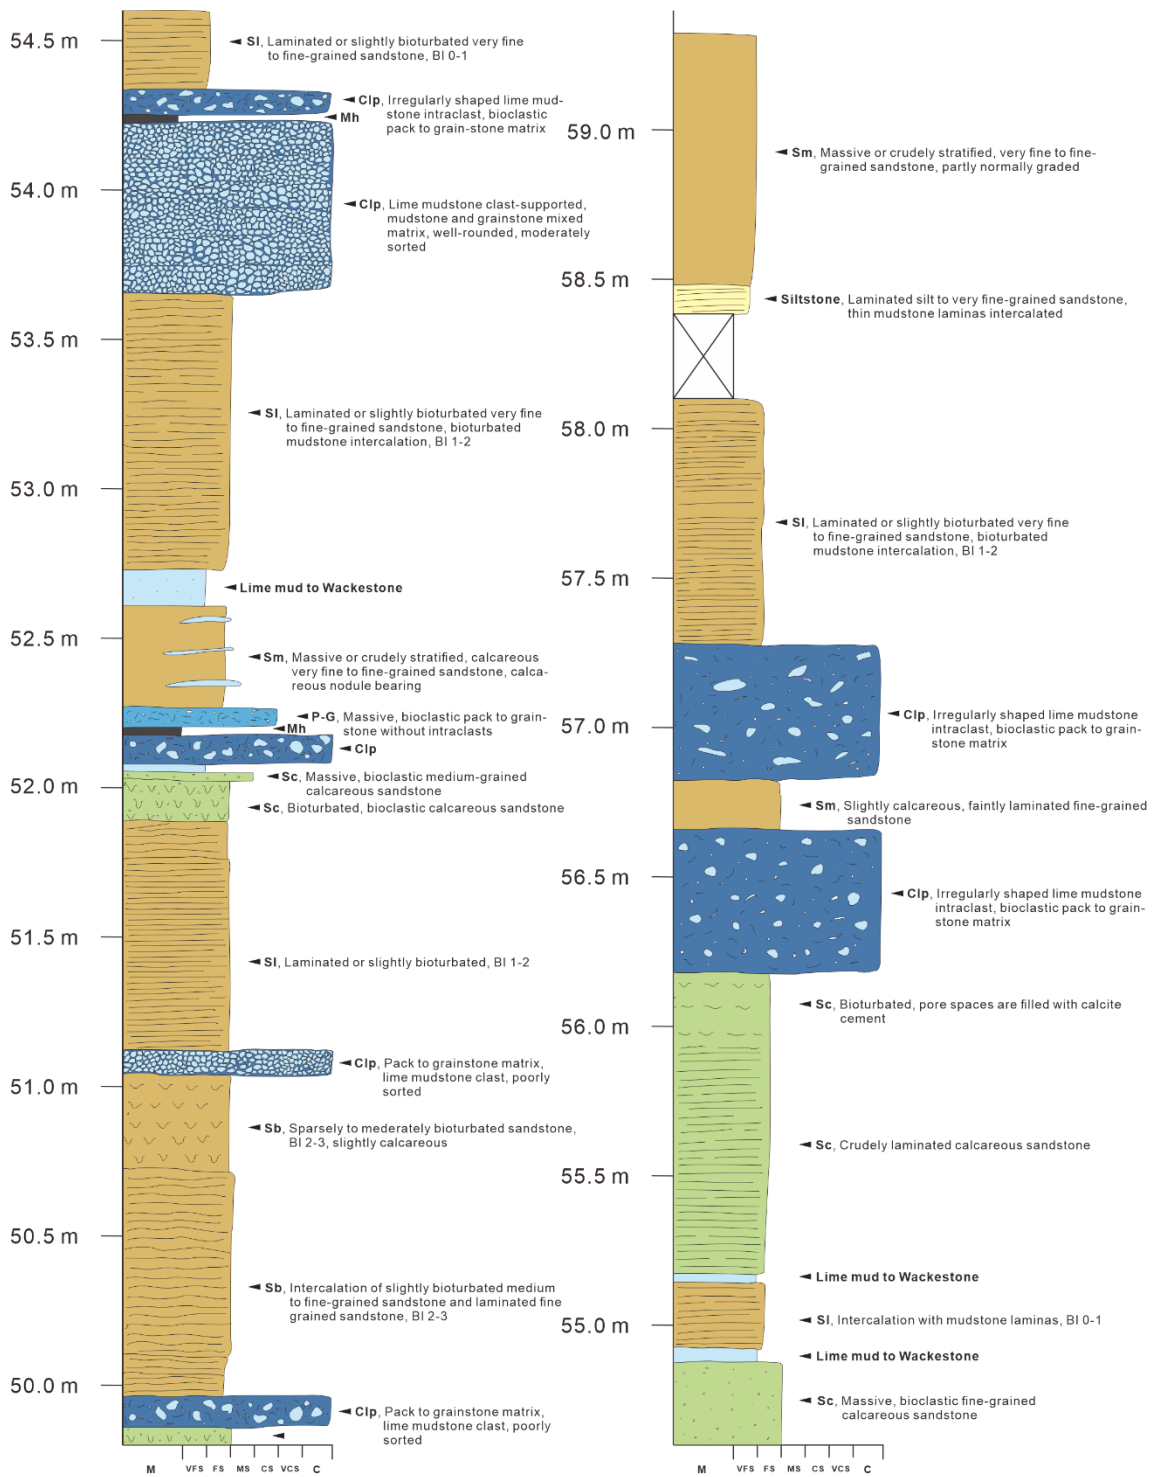 54.5 m
Sl, Laminated or slightly bioturbated very fine
to fine-grained sandstone, BI 0-1
Clp, Irregularly shaped lime mud-
stone intraclast, bioclastic
pack to grain-stone matrix
Mh
54.0 m
Clp, Lime mudstone clast-supported,
mudstone and grainstone mixed
matrix, well-rounded, moderately
sorted
53.5 m
Sl, Laminated or slightly bioturbated very fine
to fine-grained sandstone, bioturbated
mudstone intercalation, BI 1-2
53.0 m
Lime mud to Wackestone
52.5 m
Sm, Massive or crudely stratified, calcareous
very fine to fine-grained sandstone, calca-
reous nodule bearing
P-G, Massive, bioclastic pack to grain-
stone without intraclasts
Mh
Clp
52.0 m
Sc, Massive, bioclastic medium-grained
calcareous sandstone
Sc, Bioturbated, bioclastic calcareous sandstone
51.5 m
Sl, Laminated or slightly bioturbated, BI 1-2
51.0 m
Clp, Pack to grainstone matrix,
lime mudstone clast, poorly
sorted
Sb, Sparsely to moderately bioturbated sandstone,
BI 2-3, slightly calcareous
50.5 m
Sb, Intercalation of slightly bioturbated medium
to fine-grained sandstone and laminated fine
grained sandstone, BI 2-3
50.0 m
Clp, Pack to grainstone matrix,
lime mudstone clast, poorly
sorted
M VFS FS MS CS VCS C
59.0 m
Sm, Massive or crudely stratified, very fine to fine-
grained sandstone, partly normally graded
58.5 m
Siltstone, Laminated silt to very fine-grained sandstone,
thin mudstone laminas intercalated
58.0 m
Sl, Laminated or slightly bioturbated very fine
to fine-grained sandstone, bioturbated
mudstone intercalation, BI 1-2
57.5 m
57.0 m
Clp, Irregularly shaped lime mudstone
intraclast, bioclastic pack to grain-
stone matrix
Sm, Slightly calcareous, faintly laminated fine-grained
sandstone
56.5 m
Clp, Irregularly shaped lime mudstone
intraclast, bioclastic pack to grain-
stone matrix
56.0 m
Sc, Bioturbated, pore spaces are filled with calcite
cement
Sc, Crudely laminated calcareous sandstone
55.5 m
Lime mud to Wackestone
55.0 m
Sl, Intercalation with mudstone laminas, BI 0-1
Lime mud to Wackestone
Sc, Massive, bioclastic fine-grained
calcareous sandstone
M VFS FS MS CS VCS C